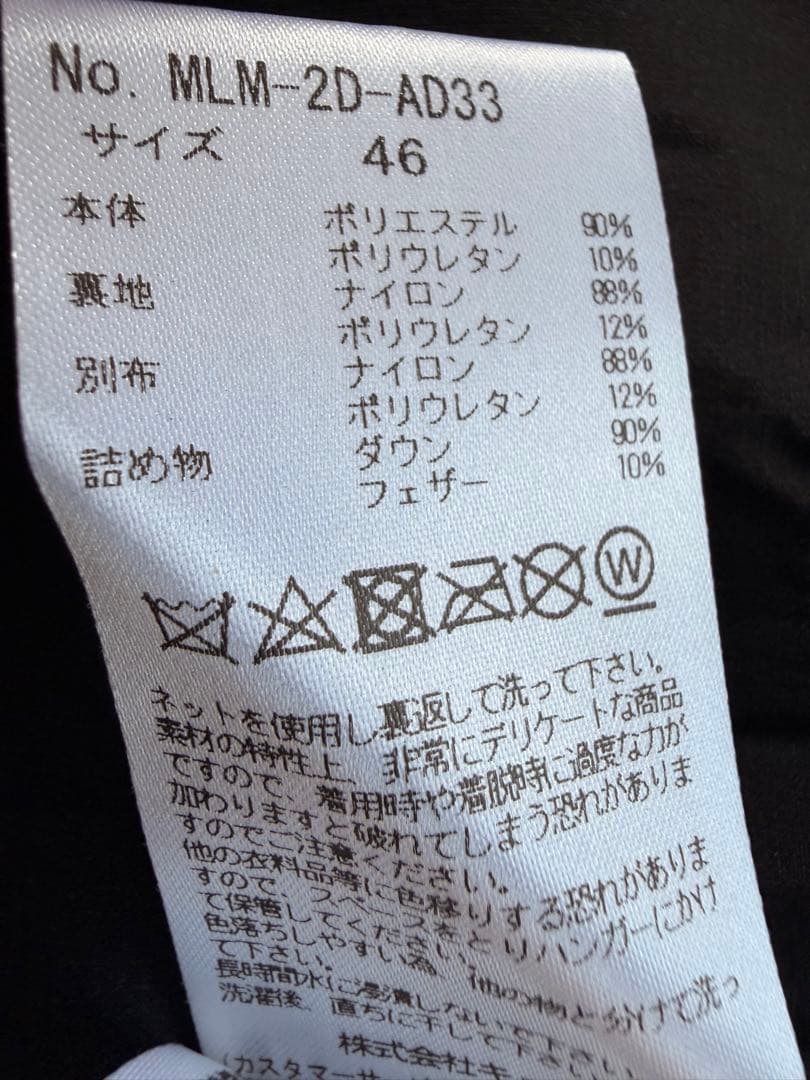 No. MLM-2D-AD33
サイズ 46
本体 ポリエステル 90%
ポリウレタン 10%
裏地 ナイロン 88%
ポリウレタン 12%
別布 ナイロン 88%
ポリウレタン 12%
詰め物 ダウン 90%
フェザー 10%
W
ネットを使用し裏返して洗って下さい。
素材の特性上、非常にデリケートな商品
ですので、着用時や着脱時に過度な力が
加わりますと破れてしまう恐れがありま
すのでご注意ください。
他の衣料品等に色移りする恐れがありま
すので、スペースをとりハンガーにかけ
て保管してください。
色落ちしやすい為、他の物と分けて洗っ
て下さい。
長時間水に浸漬しないで下さい。
洗濯後、直ちに干して下さい。
株式会社キ
(カスタマーサ